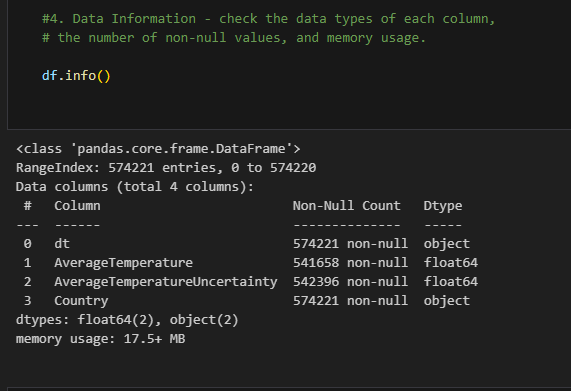 #4. Data Information - check the data types of each column,
# the number of non-null values, and memory usage.
df.info()
<class 'pandas.core.frame.DataFrame'>
RangeIndex: 574221 entries, 0 to 574220
Data columns (total 4 columns):
 #   Column                         Non-Null Count   Dtype
---  ------                         --------------   -----
 0   dt                             574221 non-null  object
 1   AverageTemperature             541658 non-null  float64
 2   AverageTemperatureUncertainty  542396 non-null  float64
 3   Country                        574221 non-null  object
dtypes: float64(2), object(2)
memory usage: 17.5+ MB